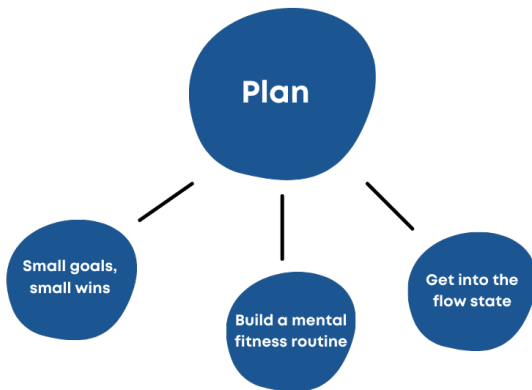 Plan
Small goals,
small wins
Build a mental
fitness routine
Get into the
flow state